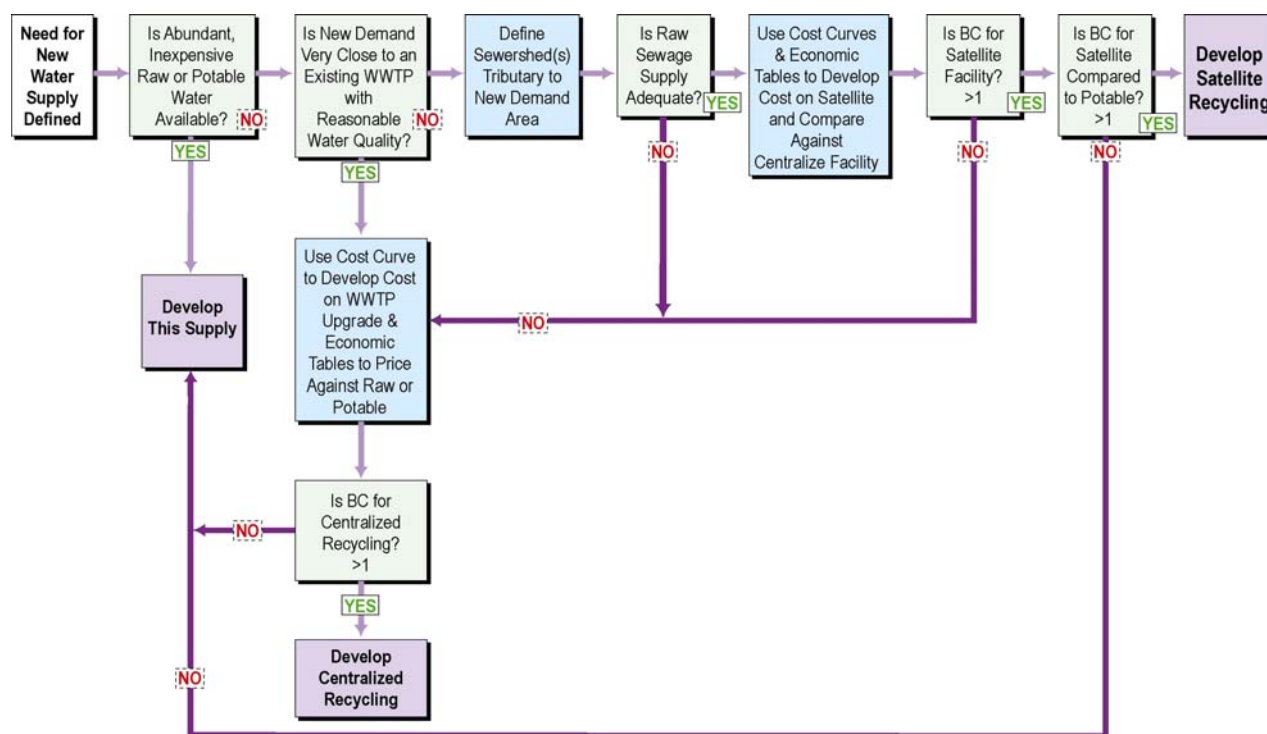 Need for
New
Water
Supply
Defined
Is Abundant,
Inexpensive
Raw or Potable
Water
Available?
NO
YES
Is New Demand
Very Close to an
Existing WWTP
with
Reasonable
Water Quality?
NO
YES
Define
Sewershed(s)
Tributary to
New Demand
Area
Is Raw
Sewage
Supply
Adequate?
YES
NO
Use Cost Curves
& Economic
Tables to Develop
Cost on Satellite
and Compare
Against
Centralize Facility
Is BC for
Satellite
Facility?
>1
YES
NO
Is BC for
Satellite
Compared
to Potable?
>1
YES
NO
Develop
Satellite
Recycling
Develop
This Supply
Use Cost Curve
to Develop Cost
on WWTP
Upgrade &
Economic
Tables to Price
Against Raw or
Potable
NO
Is BC for
Centralized
Recycling?
>1
NO
YES
Develop
Centralized
Recycling
NO